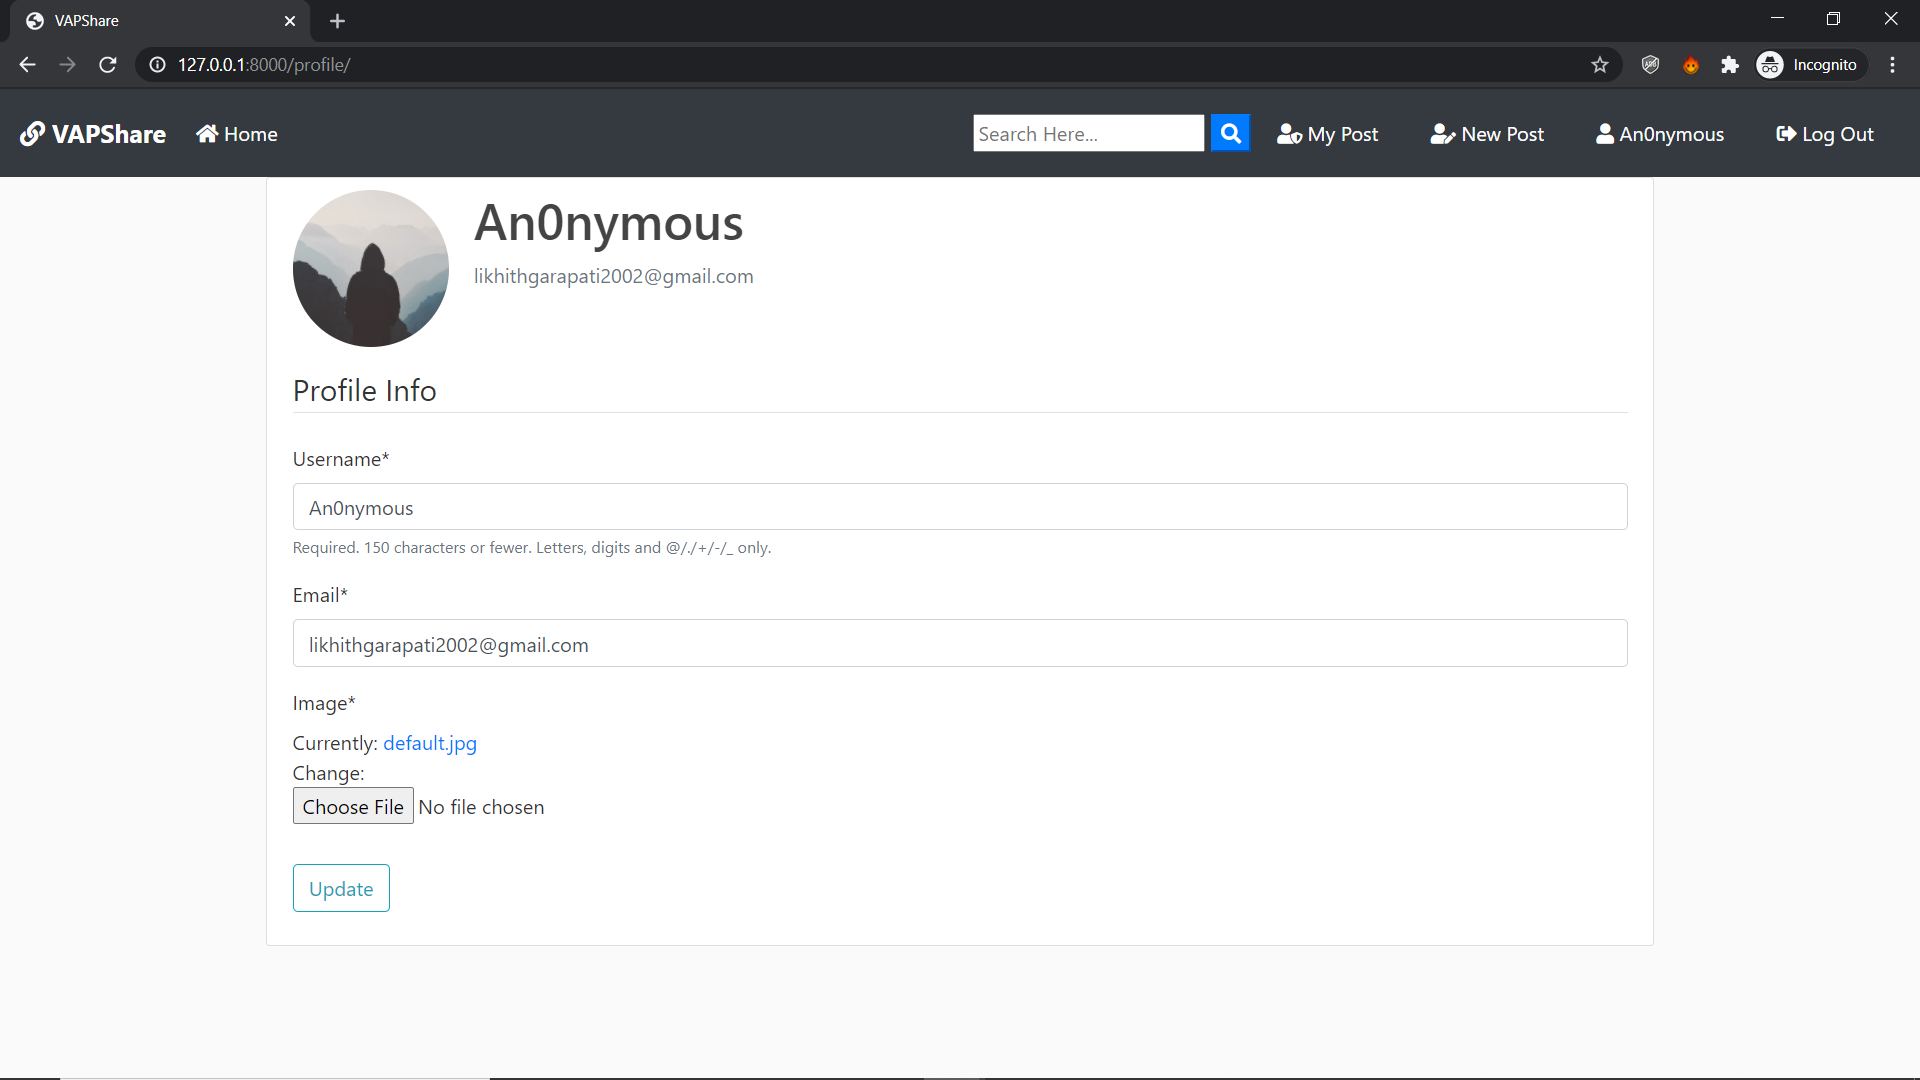 VAPShare
127.0.0.1:8000/profile/
Incognito
VAPShare Home Search Here... My Post New Post An0nymous Log Out
An0nymous
likhithgarapati2002@gmail.com
Profile Info
Username*
An0nymous
Required. 150 characters or fewer. Letters, digits and @/./+/-/_ only.
Email*
likhithgarapati2002@gmail.com
Image*
Currently: default.jpg
Change:
Choose File No file chosen
Update